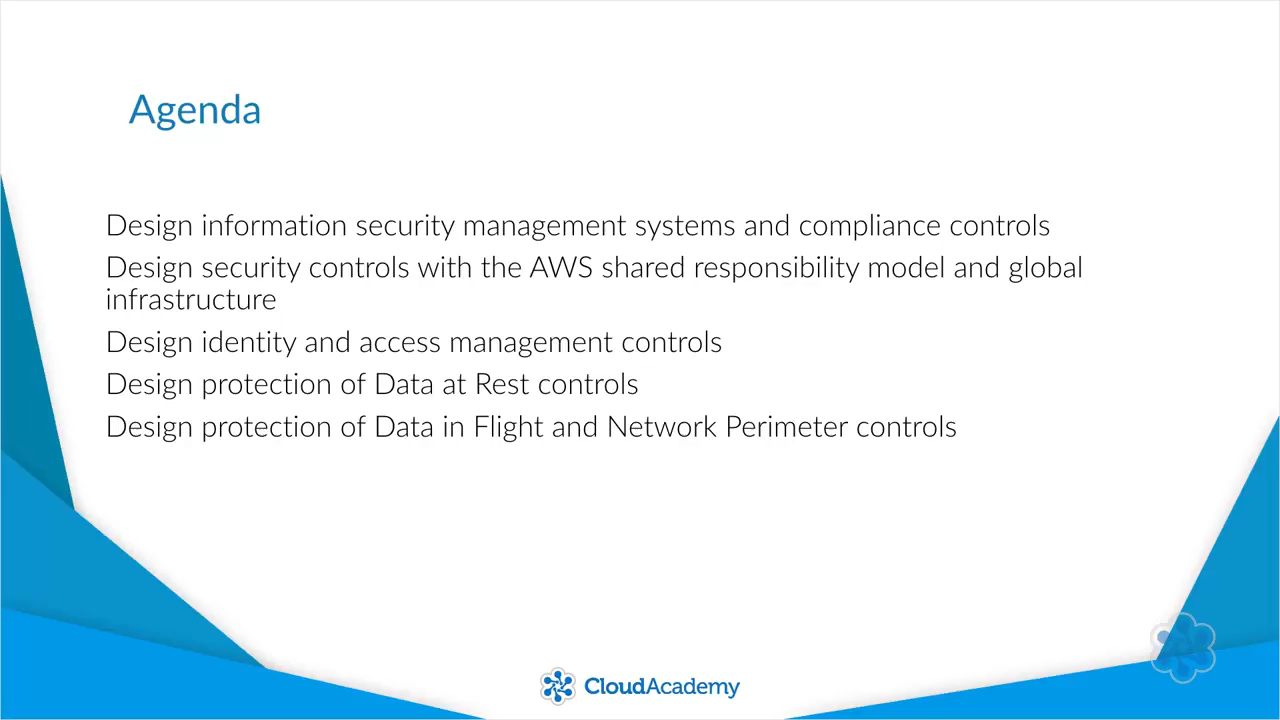 Agenda
Design information security management systems and compliance controls
Design security controls with the AWS shared responsibility model and global
infrastructure
Design identity and access management controls
Design protection of Data at Rest controls
Design protection of Data in Flight and Network Perimeter controls
CloudAcademy